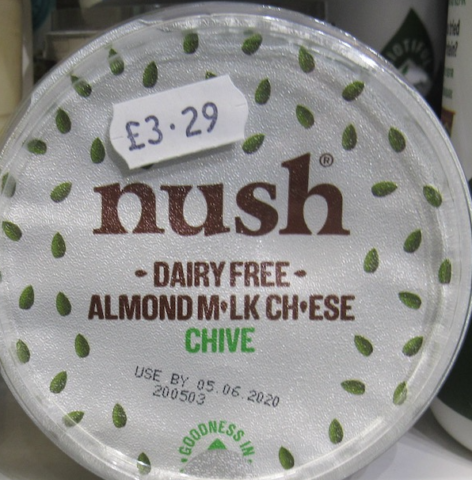 £3.29
nush®
- DAIRY FREE -
ALMOND M♦LK CH♦ESE
CHIVE
USE BY 05.06.2020
200503
GOODNESS IN